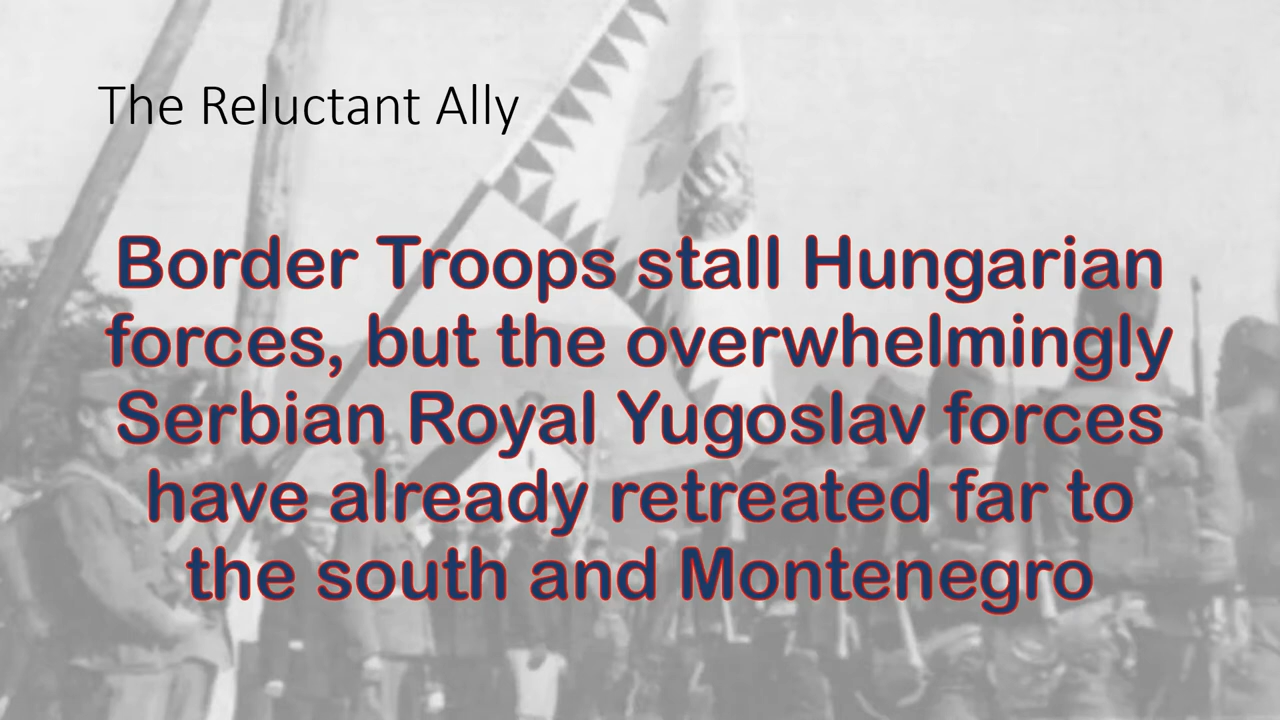 The Reluctant Ally
Border Troops stall Hungarian
forces, but the overwhelmingly
Serbian Royal Yugoslav forces
have already retreated far to
the south and Montenegro